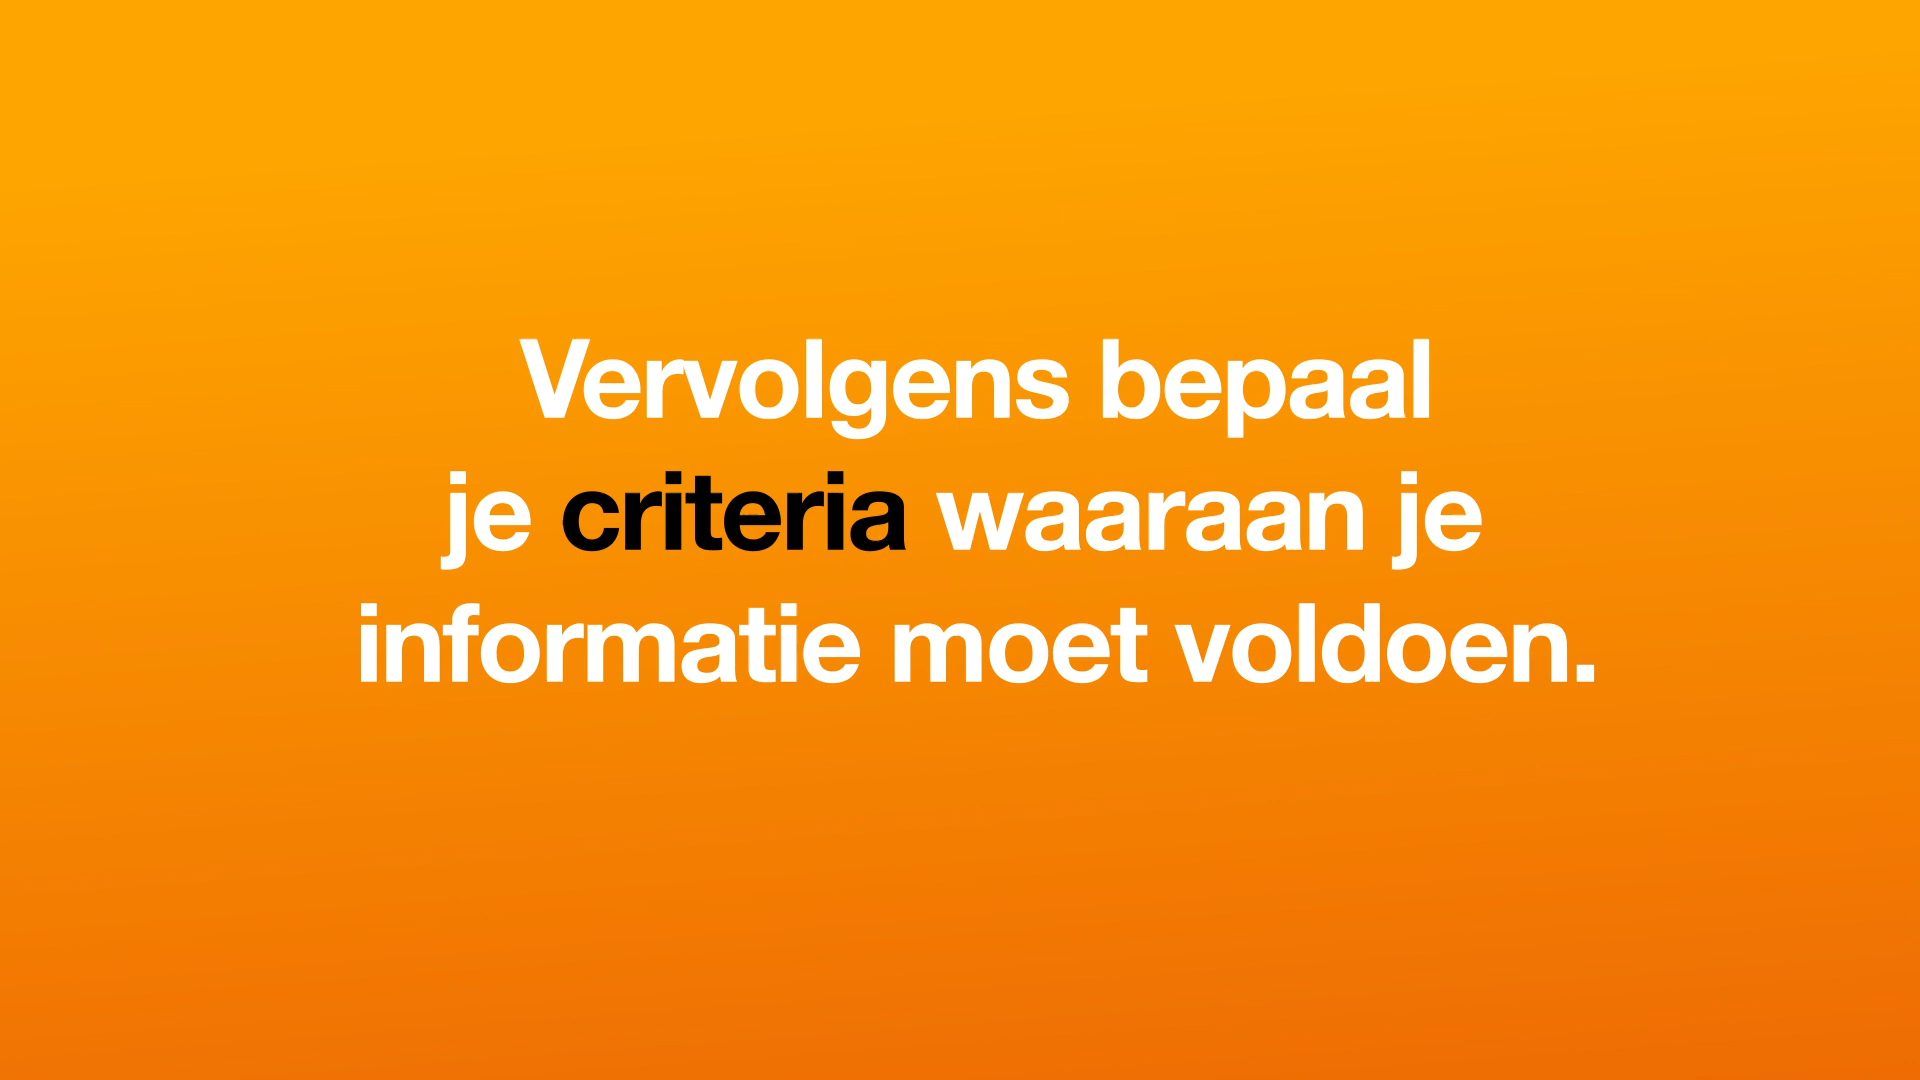 Vervolgens bepaal
je criteria waaraan je
informatie moet voldoen.